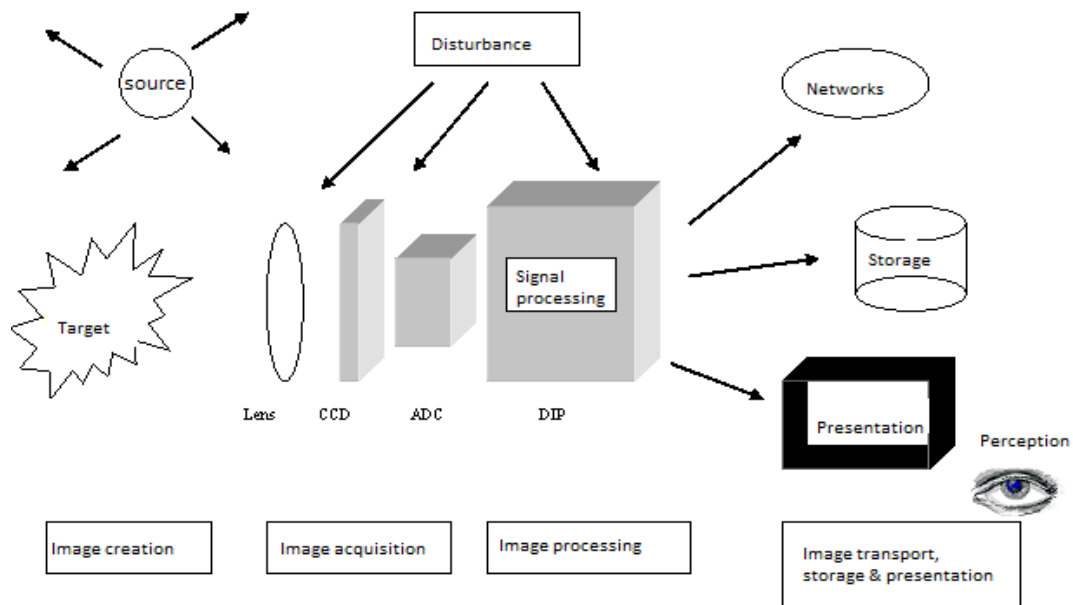 source
Disturbance
Networks
Target
Signal
processing
Storage
Lens
CCD
ADC
DIP
Presentation
Perception
Image creation
Image acquisition
Image processing
Image transport,
storage & presentation